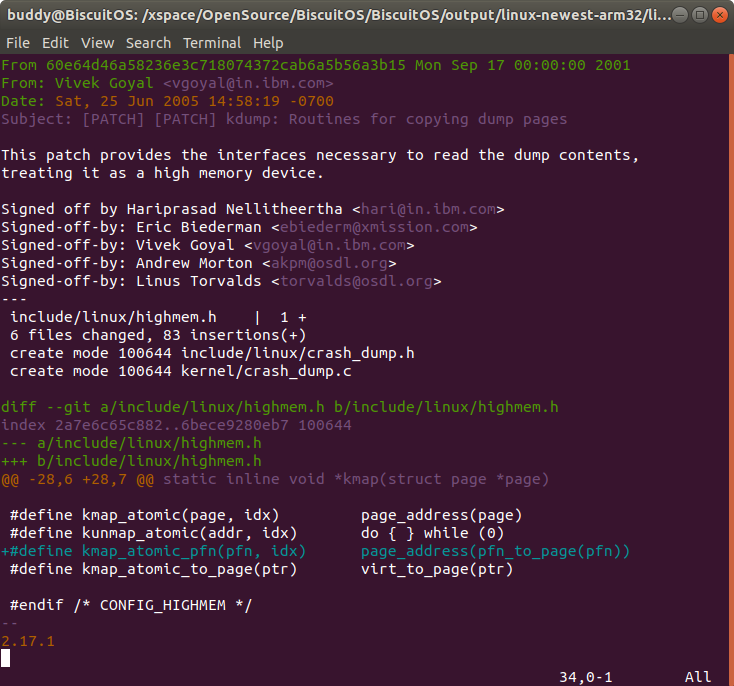 buddy@BiscuitOS: /xspace/OpenSource/BiscuitOS/BiscuitOS/output/linux-newest-arm32/li...
File Edit View Search Terminal Help
From 60e64d46a58236e3c718074372cab6a5b56a3b15 Mon Sep 17 00:00:00 2001
From: Vivek Goyal <vgoyal@in.ibm.com>
Date: Sat, 25 Jun 2005 14:58:19 -0700
Subject: [PATCH] [PATCH] kdump: Routines for copying dump pages

This patch provides the interfaces necessary to read the dump contents,
treating it as a high memory device.

Signed off by Hariprasad Nellitheertha <hari@in.ibm.com>
Signed-off-by: Eric Biederman <ebiederm@xmission.com>
Signed-off-by: Vivek Goyal <vgoyal@in.ibm.com>
Signed-off-by: Andrew Morton <akpm@osdl.org>
Signed-off-by: Linus Torvalds <torvalds@osdl.org>
---
 include/linux/highmem.h    |  1 +
 6 files changed, 83 insertions(+)
 create mode 100644 include/linux/crash_dump.h
 create mode 100644 kernel/crash_dump.c

diff --git a/include/linux/highmem.h b/include/linux/highmem.h
index 2a7e6c65c882..6bece9280eb7 100644
--- a/include/linux/highmem.h
+++ b/include/linux/highmem.h
@@ -28,6 +28,7 @@ static inline void *kmap(struct page *page)

 #define kmap_atomic(page, idx)         page_address(page)
 #define kunmap_atomic(addr, idx)       do { } while (0)
+#define kmap_atomic_pfn(pfn, idx)      page_address(pfn_to_page(pfn))
 #define kmap_atomic_to_page(ptr)       virt_to_page(ptr)

 #endif /* CONFIG_HIGHMEM */
--
2.17.1
34,0-1        All